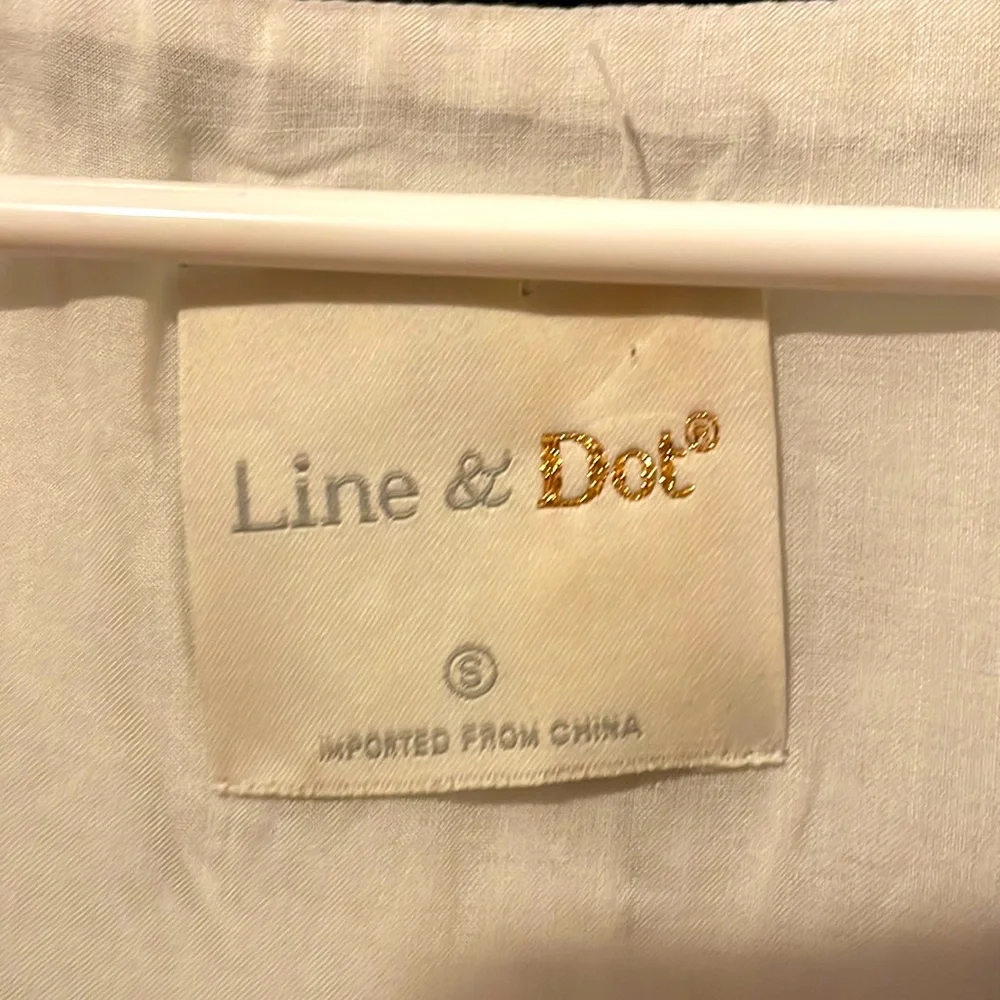 Line & Dot®
S
IMPORTED FROM CHINA